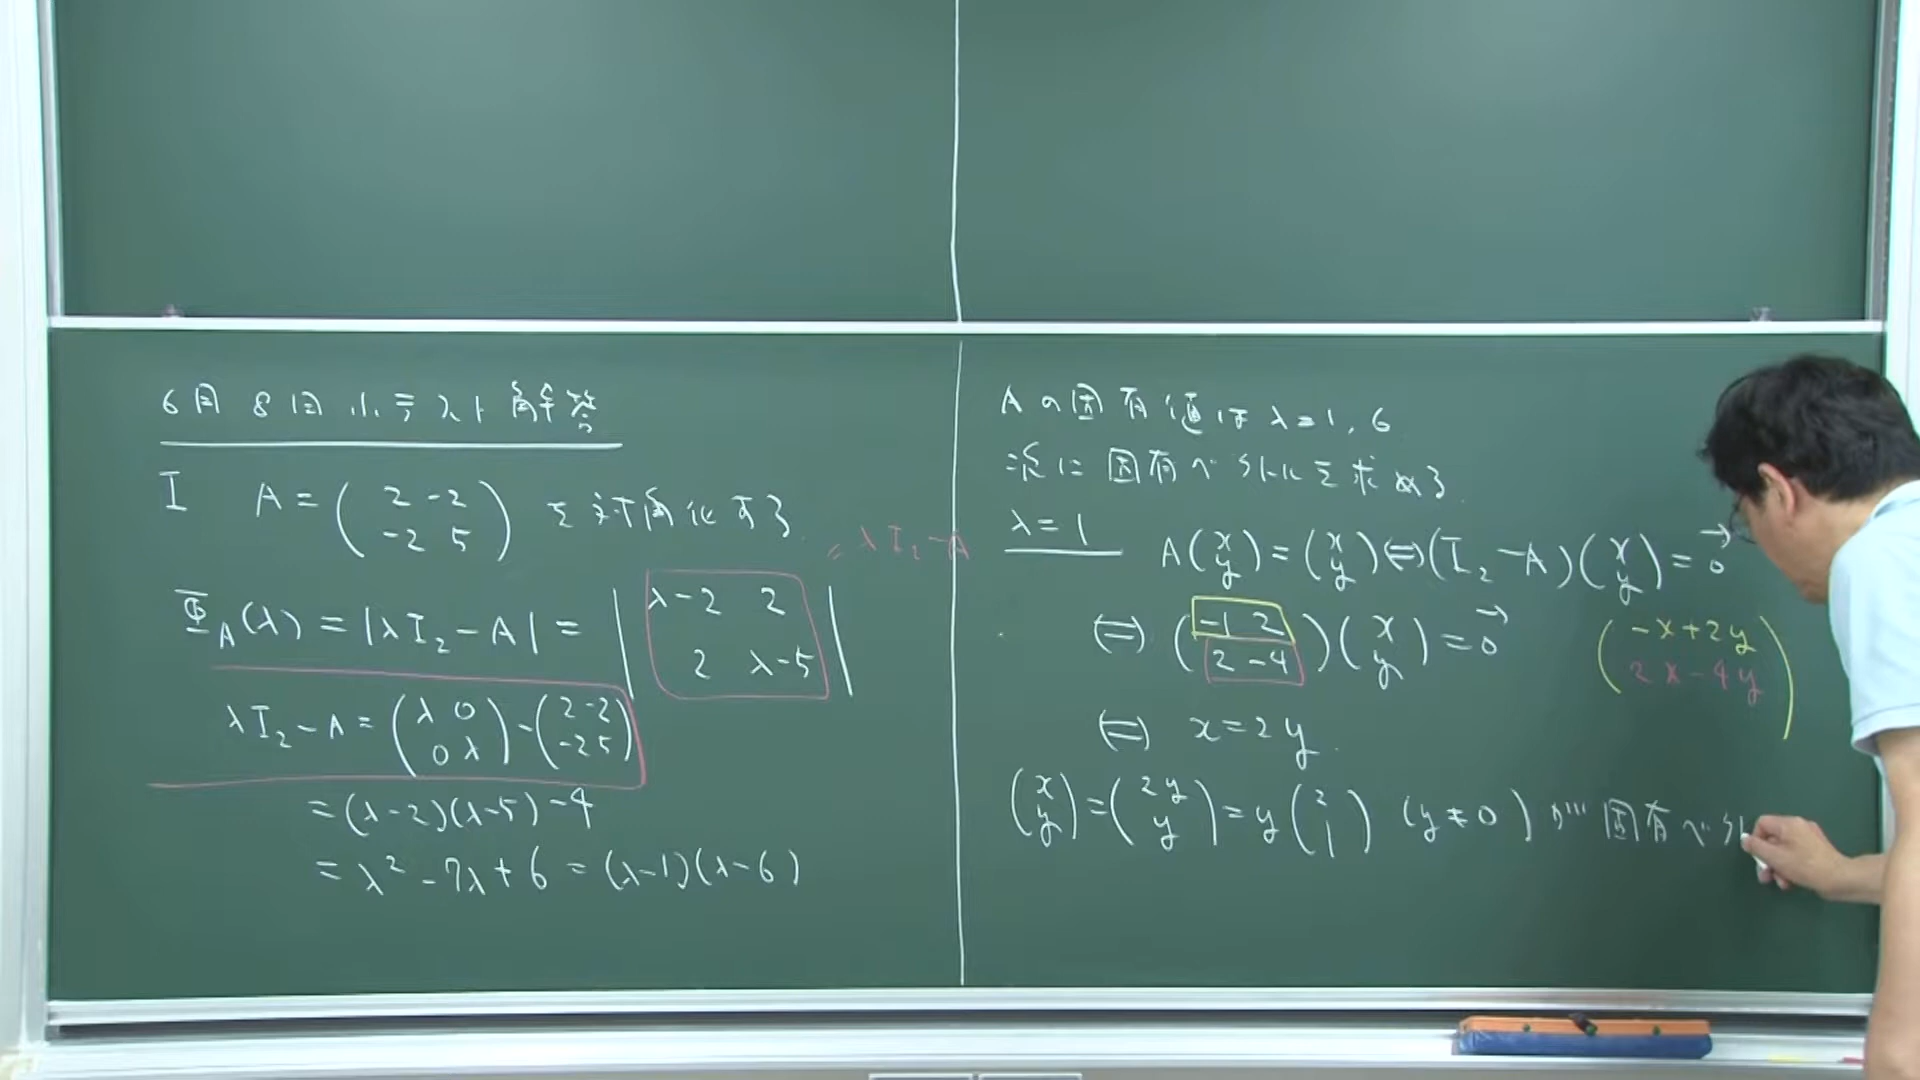 6月8日 小テスト 解答
I A = ( 2 -2 / -2 5 ) を対角化する
= λI₂-A
Φ_A(λ) = |λI₂-A| = | λ-2 2 / 2 λ-5 |
λI₂-A = ( λ 0 / 0 λ ) - ( 2 -2 / -2 5 )
= (λ-2)(λ-5)-4
= λ²-7λ+6 = (λ-1)(λ-6)
Aの固有値は λ=1, 6
次に固有ベクトルを求める.
λ=1
A( x / y ) = ( x / y ) ⇔ (I₂-A)( x / y ) = 0⃗
⇔ ( -1 2 / 2 -4 )( x / y ) = 0⃗ ( -x+2y / 2x-4y )
⇔ x=2y.
( x / y ) = ( 2y / y ) = y( 2 / 1 ) (y≠0) が固有ベクト